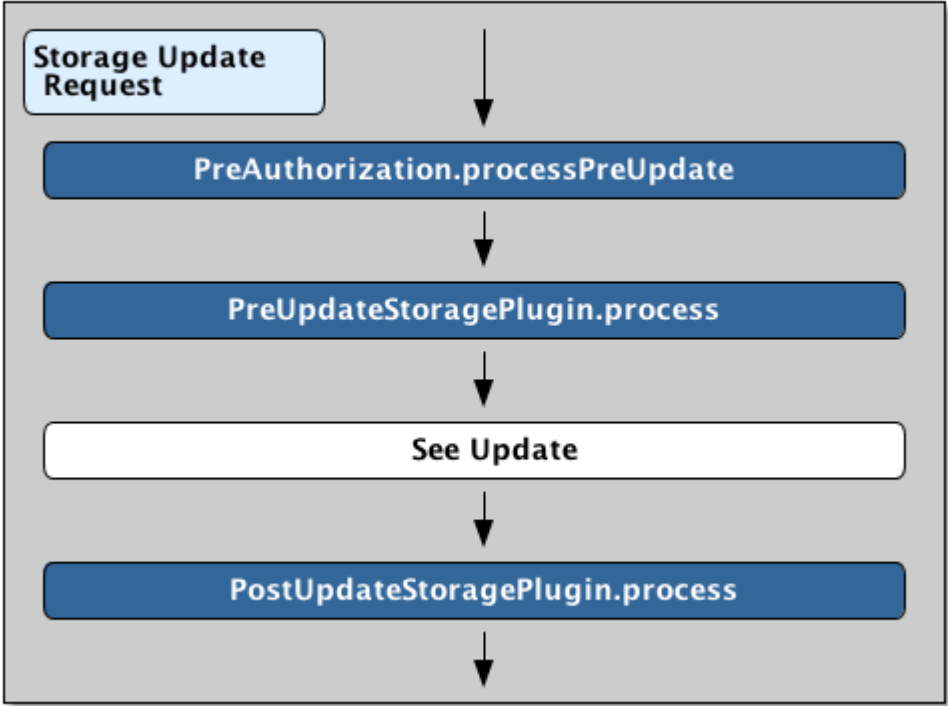 Storage Update
Request
PreAuthorization.processPreUpdate
PreUpdateStoragePlugin.process
See Update
PostUpdateStoragePlugin.process